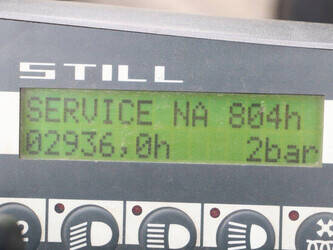 STILL
SERVICE NA 804h
02936,0h 2bar